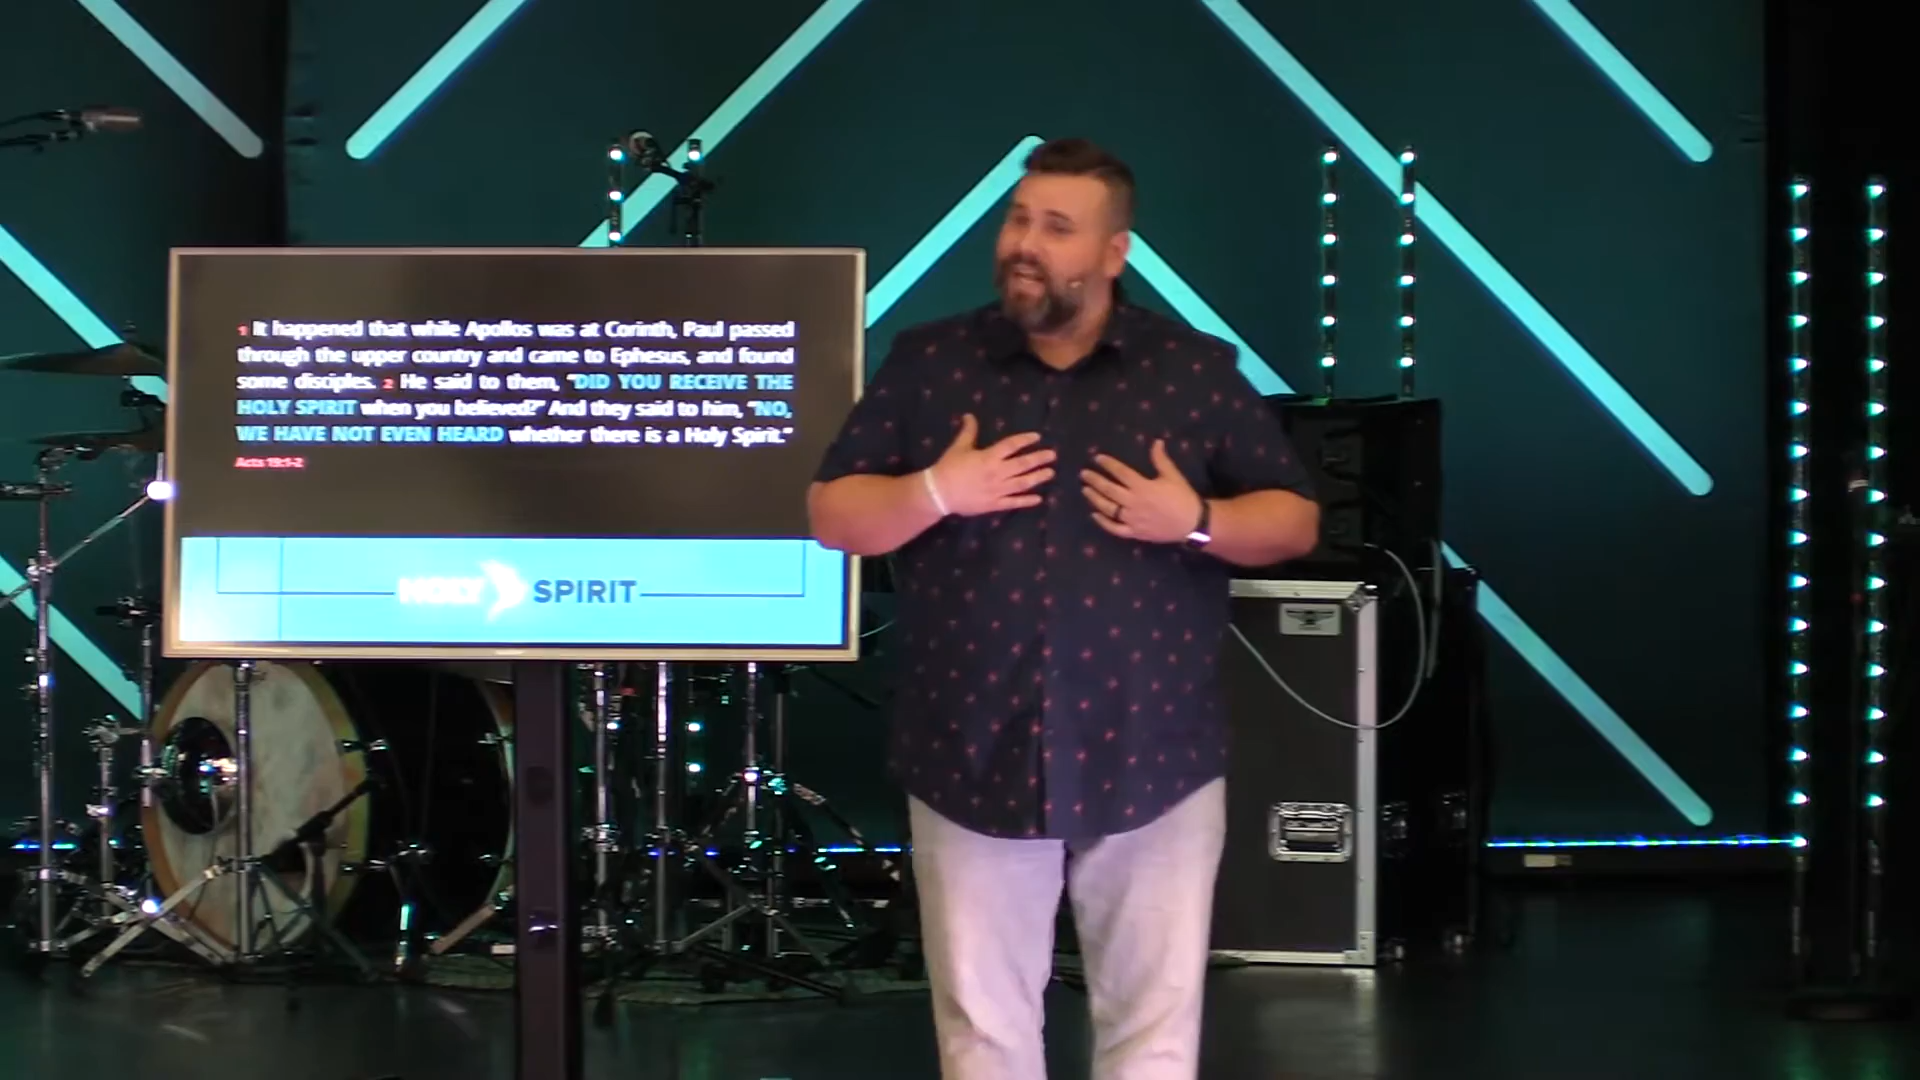 1 It happened that while Apollos was at Corinth, Paul passed
through the upper country and came to Ephesus, and found
some disciples. 2 He said to them, “DID YOU RECEIVE THE
HOLY SPIRIT when you believed?” And they said to him, “NO,
WE HAVE NOT EVEN HEARD whether there is a Holy Spirit.”
Acts 19:1-2
HOLY SPIRIT